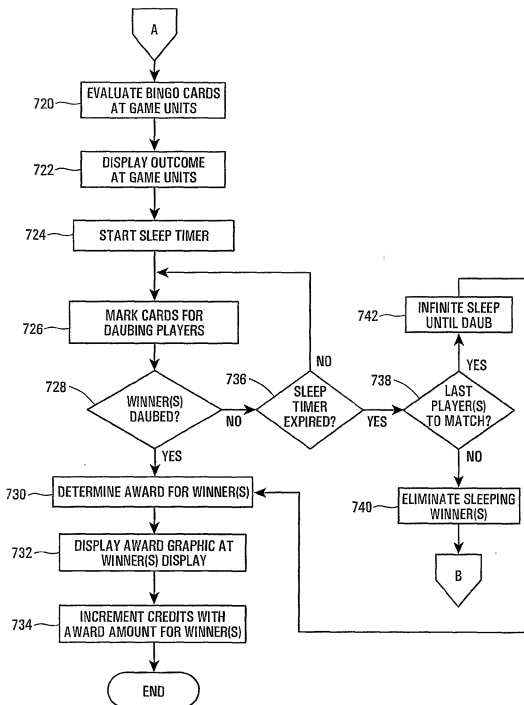 A
720
EVALUATE BINGO CARDS
AT GAME UNITS
722
DISPLAY OUTCOME
AT GAME UNITS
724
START SLEEP TIMER
726
MARK CARDS FOR
DAUBING PLAYERS
728
WINNER(S)
DAUBED?
NO
YES
736
SLEEP
TIMER
EXPIRED?
NO
YES
738
LAST
PLAYER(S)
TO MATCH?
YES
NO
742
INFINITE SLEEP
UNTIL DAUB
740
ELIMINATE SLEEPING
WINNER(S)
B
730
DETERMINE AWARD FOR WINNER(S)
732
DISPLAY AWARD GRAPHIC AT
WINNER(S) DISPLAY
734
INCREMENT CREDITS WITH
AWARD AMOUNT FOR WINNER(S)
END